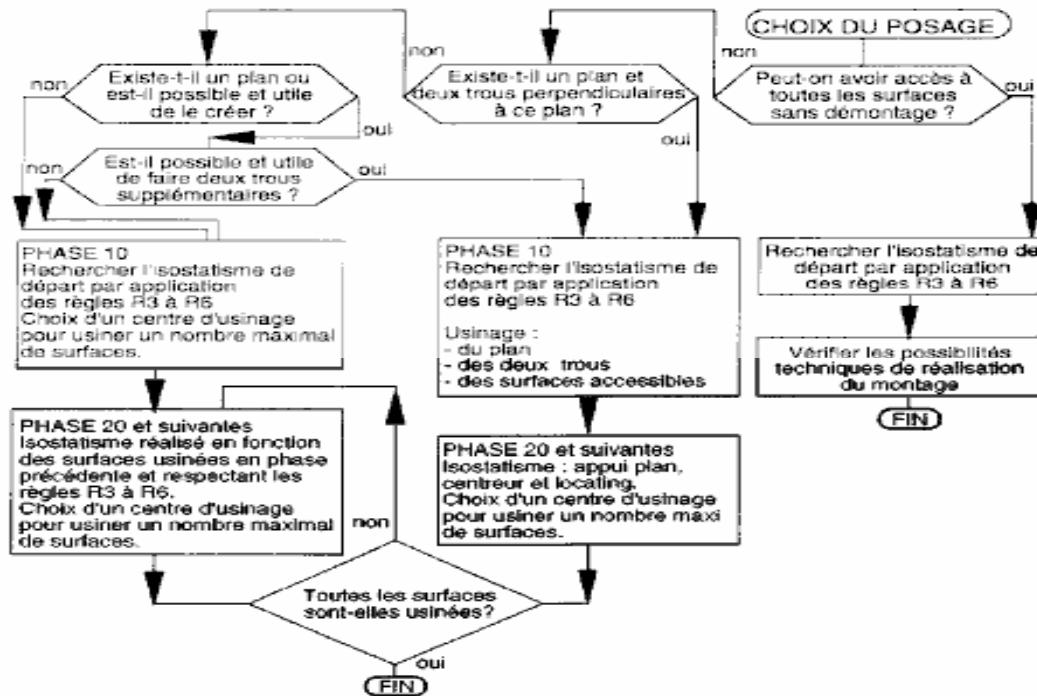 CHOIX DU POSAGE
Peut-on avoir accès à
toutes les surfaces
sans démontage ?
non
oui
Existe-t-il un plan et
deux trous perpendiculaires
à ce plan ?
non
oui
Existe-t-il un plan ou
est-il possible et utile
de le créer ?
non
oui
Est-il possible et utile
de faire deux trous
supplémentaires ?
non
oui
PHASE 10
Rechercher l'isostatisme de
départ par application
des règles R3 à R6
Choix d'un centre d'usinage
pour usiner un nombre maximal
de surfaces.
PHASE 10
Rechercher l'isostatisme de
départ par application
des règles R3 à R6
Usinage :
- du plan
- des deux trous
- des surfaces accessibles
Rechercher l'isostatisme de
départ par application
des règles R3 à R6
Vérifier les possibilités
techniques de réalisation
du montage
FIN
PHASE 20 et suivantes
Isostatisme réalisé en fonction
des surfaces usinées en phase
précédente et respectant les
règles R3 à R6.
Choix d'un centre d'usinage
pour usiner un nombre maximal
de surfaces.
PHASE 20 et suivantes
Isostatisme : appui plan,
centreur et locating.
Choix d'un centre d'usinage
pour usiner un nombre maxi
de surfaces.
non
Toutes les surfaces
sont-elles usinées?
oui
FIN